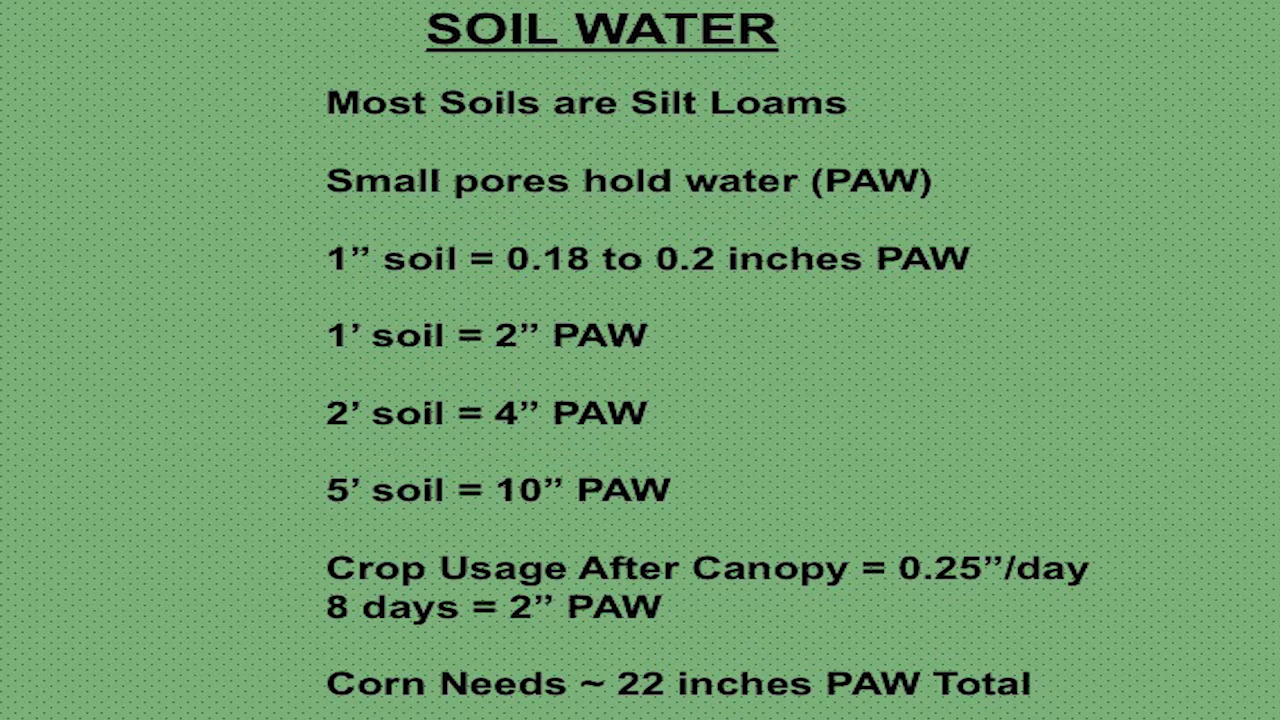 SOIL WATER
Most Soils are Silt Loams
Small pores hold water (PAW)
1” soil = 0.18 to 0.2 inches PAW
1’ soil = 2” PAW
2’ soil = 4” PAW
5’ soil = 10” PAW
Crop Usage After Canopy = 0.25”/day
8 days = 2” PAW
Corn Needs ~ 22 inches PAW Total